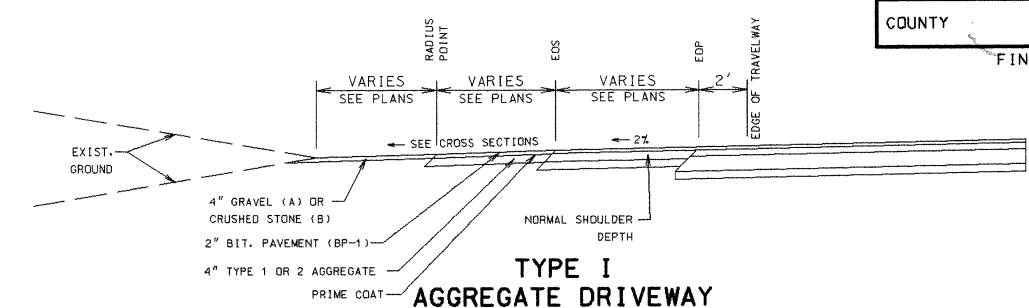 COUNTY
FIN
RADIUS
POINT
EOS
EOP
EDGE OF TRAVELWAY
VARIES
SEE PLANS
VARIES
SEE PLANS
VARIES
SEE PLANS
2'
SEE CROSS SECTIONS
2%
EXIST.
GROUND
4" GRAVEL (A) OR
CRUSHED STONE (B)
2" BIT. PAVEMENT (BP-1)
4" TYPE 1 OR 2 AGGREGATE
PRIME COAT
NORMAL SHOULDER
DEPTH
TYPE I
AGGREGATE DRIVEWAY